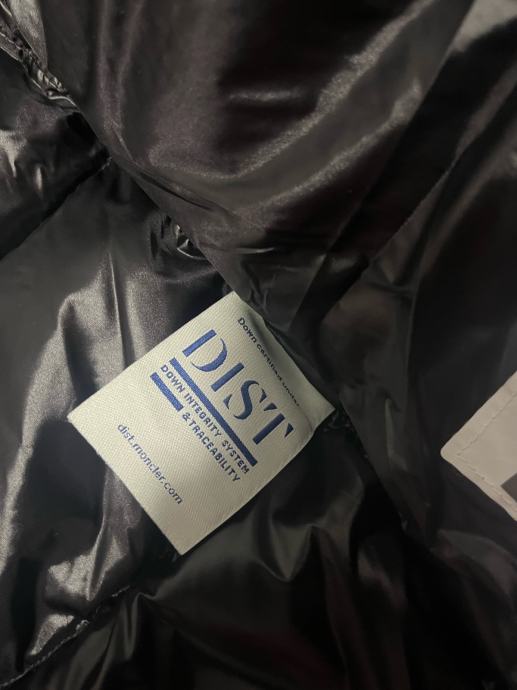 Down certified under
DIST
DOWN INTEGRITY SYSTEM
& TRACEABILITY
dist.moncler.com